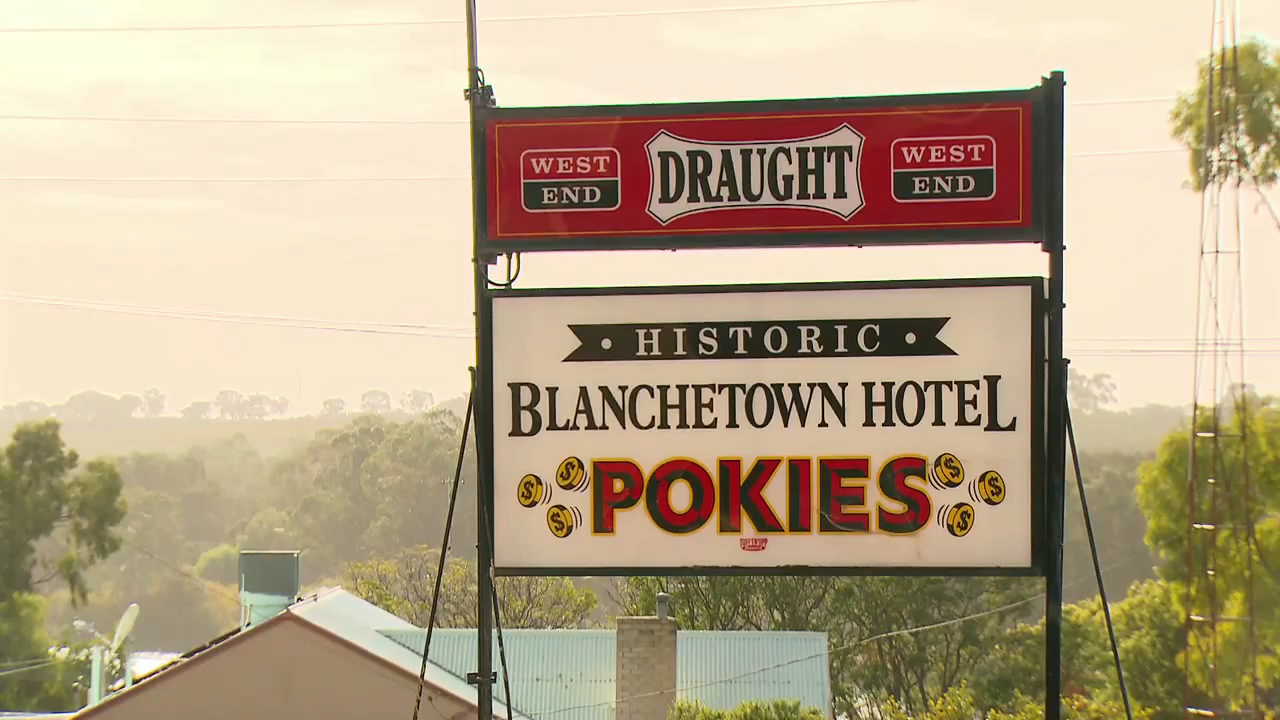 WEST END DRAUGHT WEST END
HISTORIC
BLANCHETOWN HOTEL
POKIES